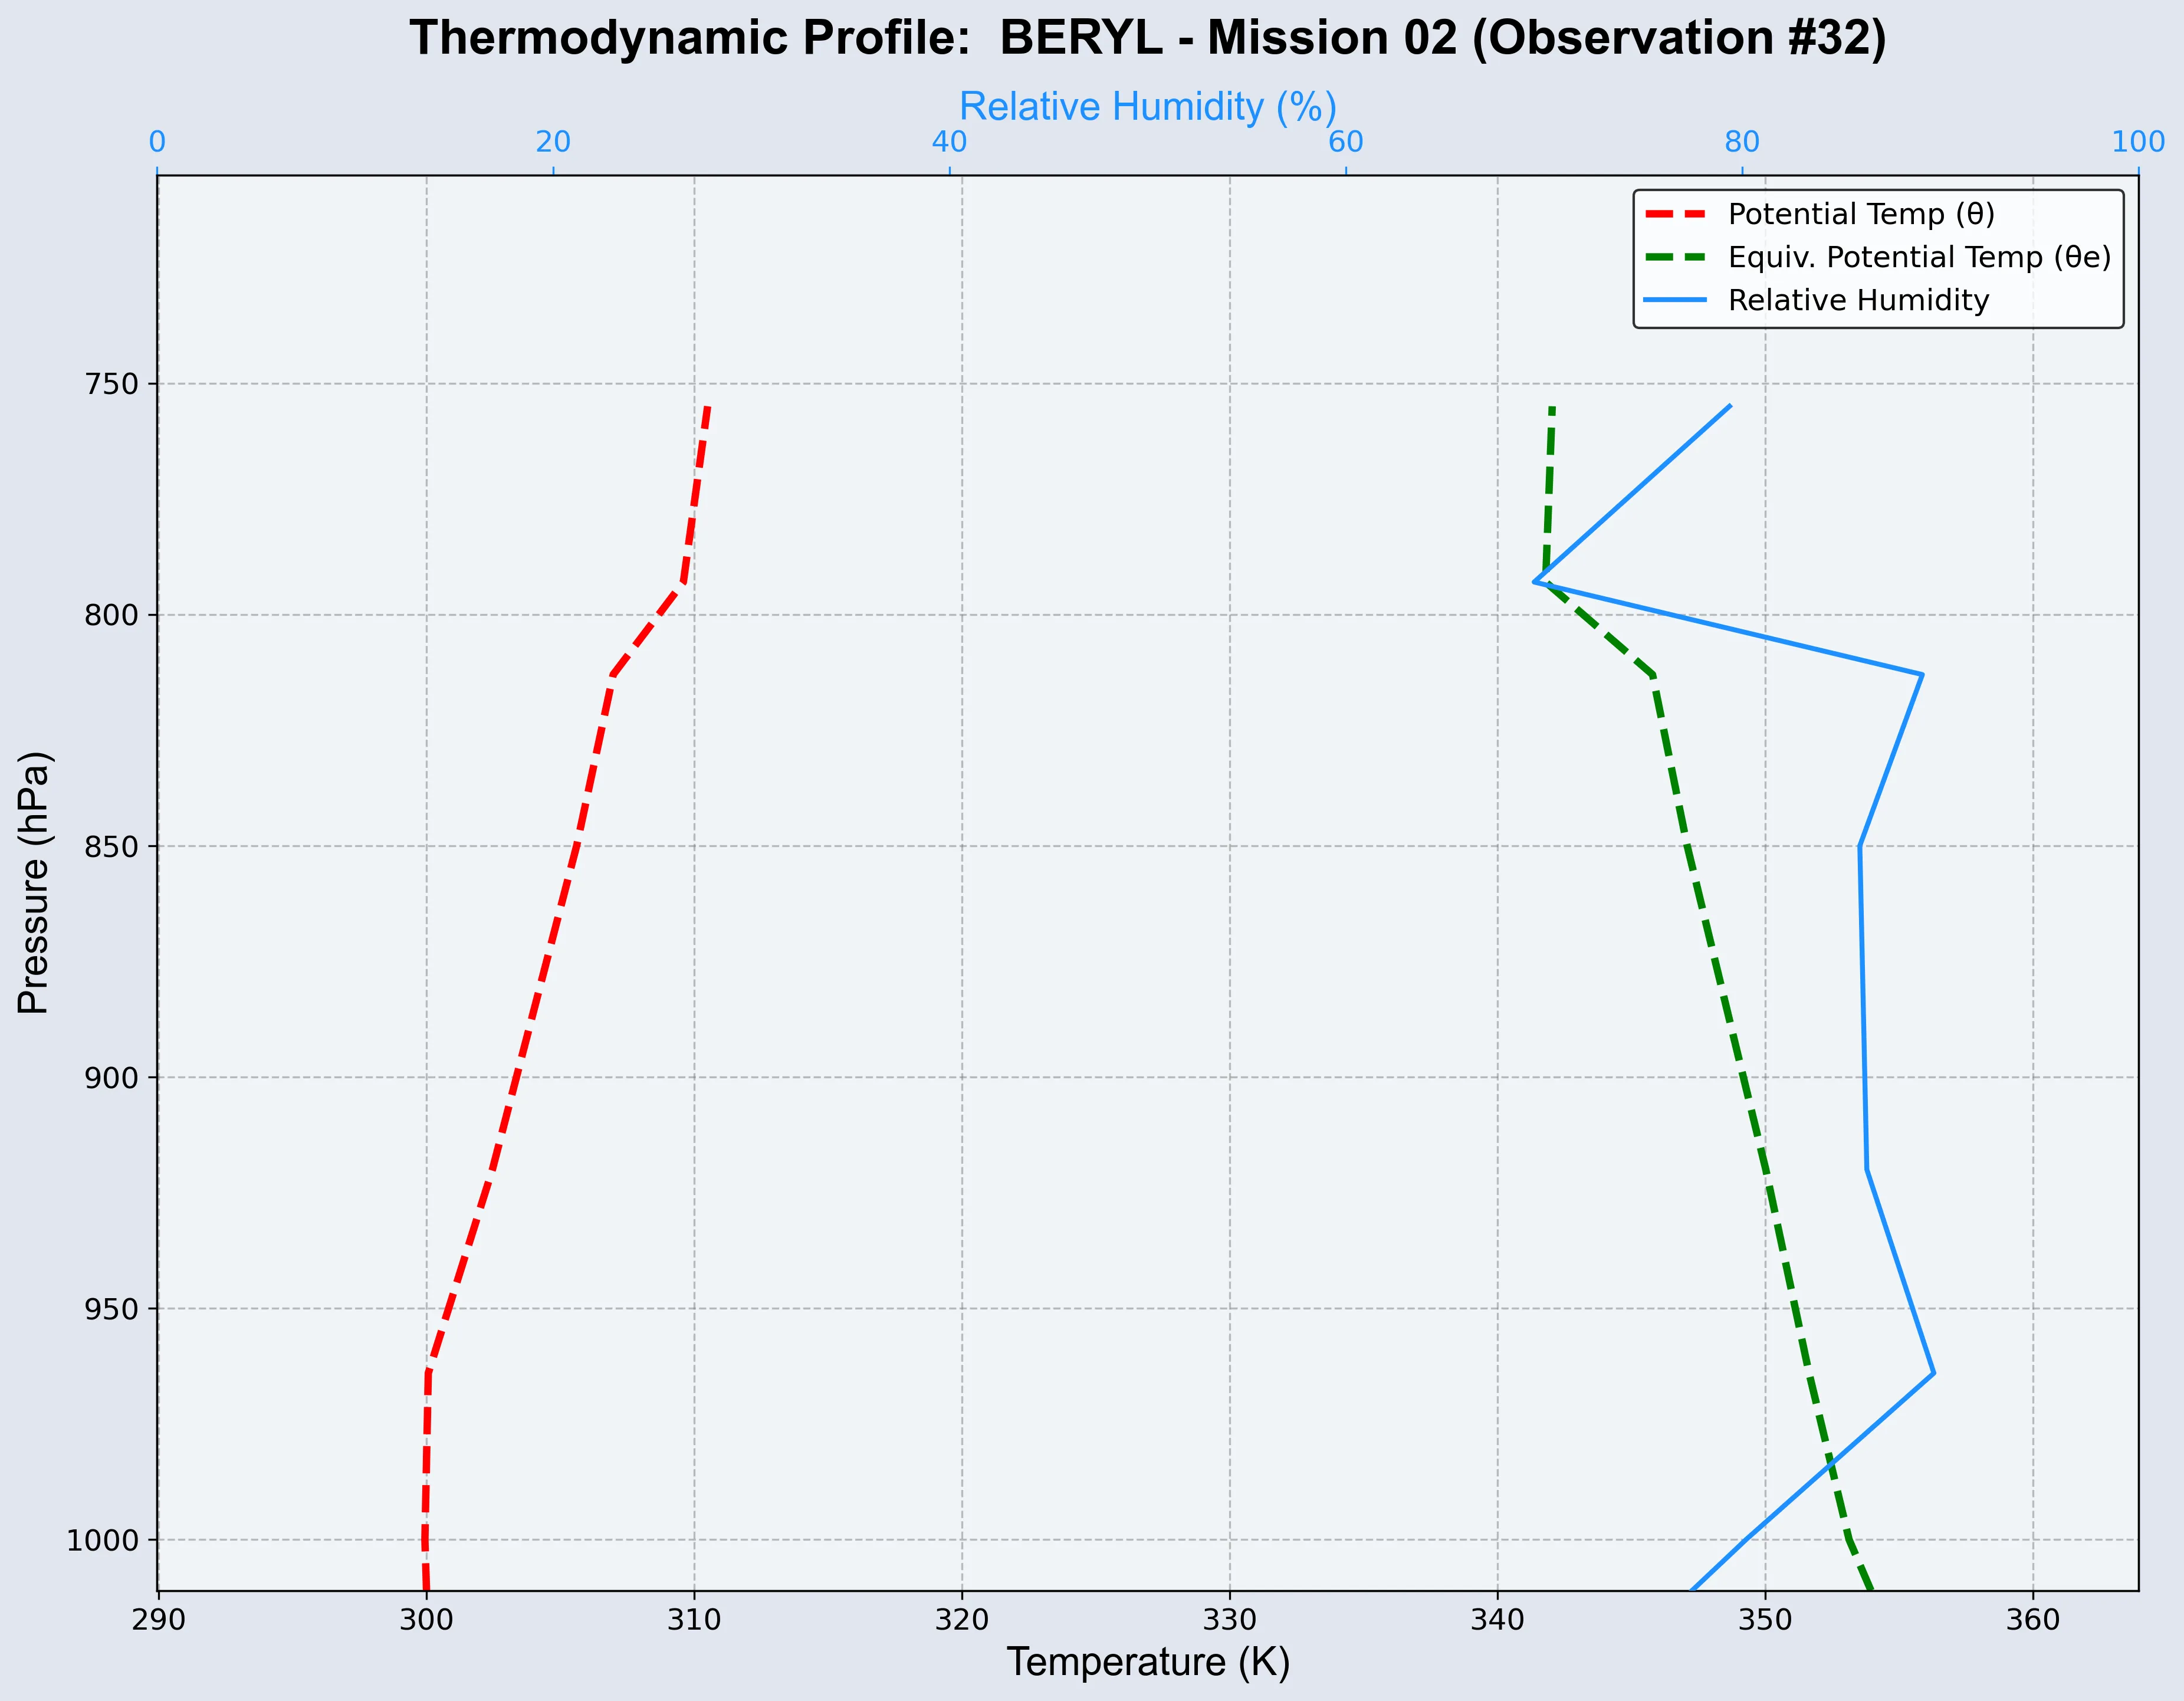 Thermodynamic Profile:  BERYL - Mission 02 (Observation #32)
Relative Humidity (%)
0 20 40 60 80 100
Potential Temp (θ)
Equiv. Potential Temp (θe)
Relative Humidity
Pressure (hPa)
750
800
850
900
950
1000
290 300 310 320 330 340 350 360
Temperature (K)